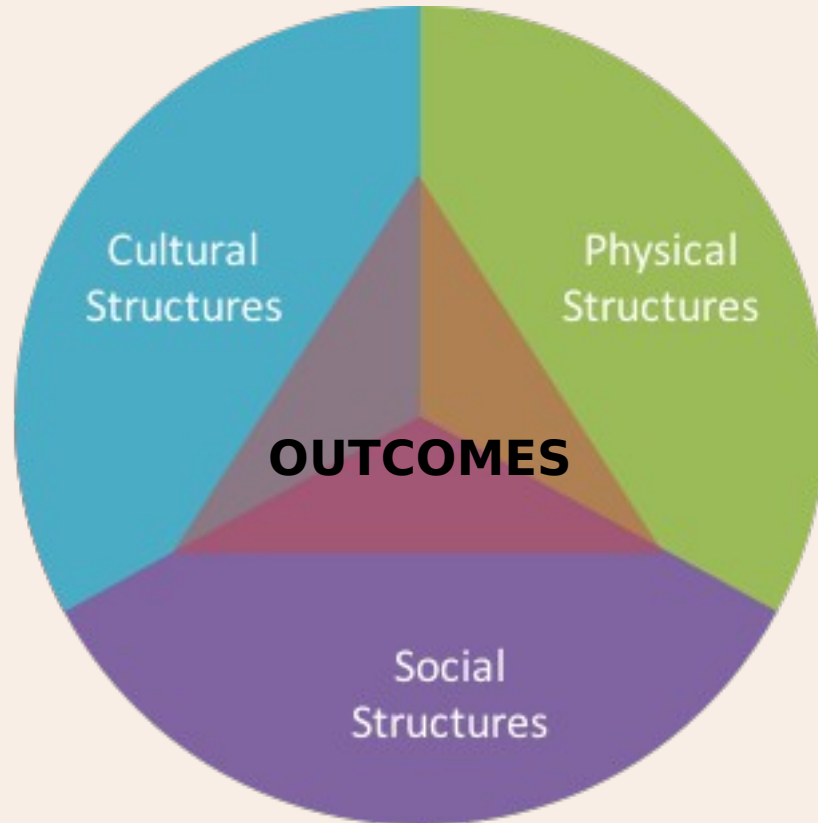 Cultural
Structures
Physical
Structures
OUTCOMES
Social
Structures